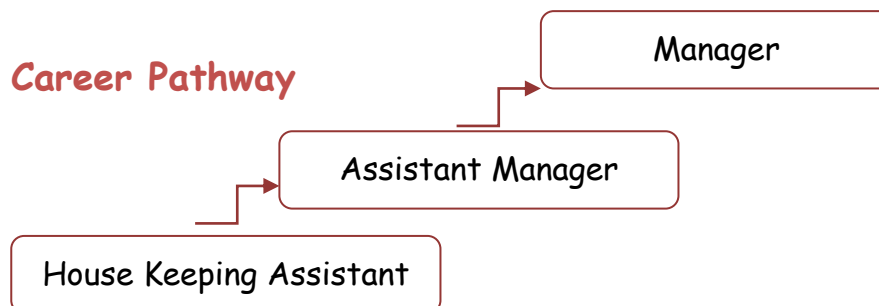 Manager
Career Pathway
Assistant Manager
House Keeping Assistant